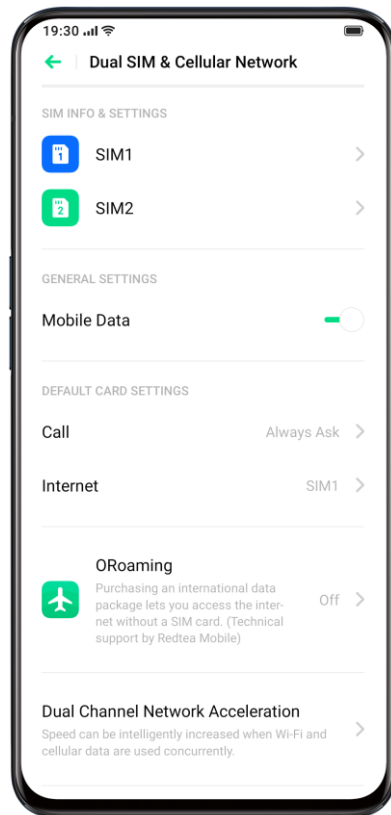 19:30
Dual SIM & Cellular Network
SIM INFO & SETTINGS
1
SIM1
2
SIM2
GENERAL SETTINGS
Mobile Data
DEFAULT CARD SETTINGS
Call
Always Ask
Internet
SIM1
ORoaming
Purchasing an international data
package lets you access the inter-
net without a SIM card. (Technical
support by Redtea Mobile)
Off
Dual Channel Network Acceleration
Speed can be intelligently increased when Wi-Fi and
cellular data are used concurrently.